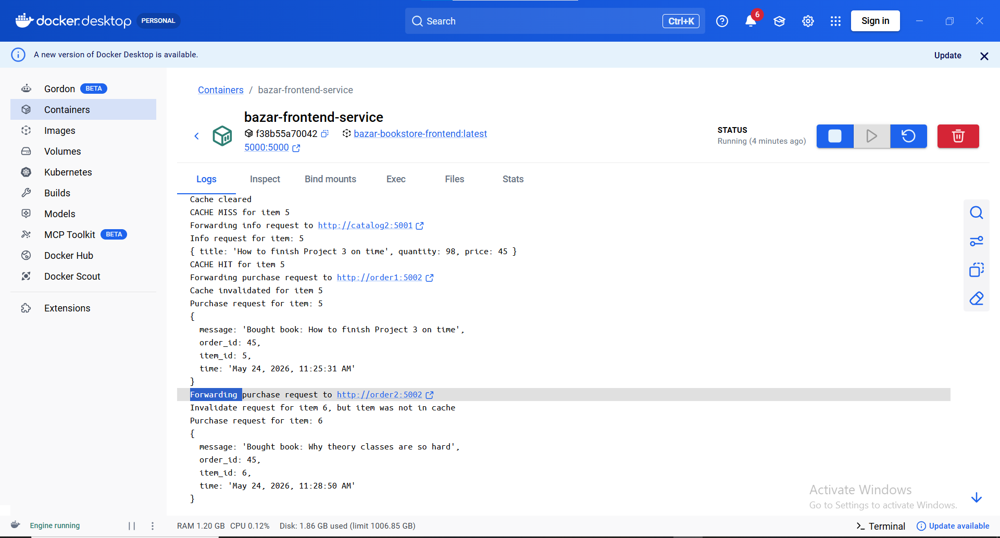 docker.desktop PERSONAL
Search Ctrl+K
6
Sign in
A new version of Docker Desktop is available.
Update
Gordon BETA
Containers
Images
Volumes
Kubernetes
Builds
Models
MCP Toolkit BETA
Docker Hub
Docker Scout
Extensions
Containers / bazar-frontend-service
bazar-frontend-service
f38b55a70042 bazar-bookstore-frontend:latest
5000:5000
STATUS
Running (4 minutes ago)
Logs Inspect Bind mounts Exec Files Stats
Cache cleared
CACHE MISS for item 5
Forwarding info request to http://catalog2:5001
Info request for item: 5
{ title: 'How to finish Project 3 on time', quantity: 98, price: 45 }
CACHE HIT for item 5
Forwarding purchase request to http://order1:5002
Cache invalidated for item 5
Purchase request for item: 5
{
message: 'Bought book: How to finish Project 3 on time',
order_id: 45,
item_id: 5,
time: 'May 24, 2026, 11:25:31 AM'
}
Forwarding purchase request to http://order2:5002
Invalidate request for item 6, but item was not in cache
Purchase request for item: 6
{
message: 'Bought book: Why theory classes are so hard',
order_id: 45,
item_id: 6,
time: 'May 24, 2026, 11:28:50 AM'
}
Activate Windows
Go to Settings to activate Windows.
Engine running
RAM 1.20 GB CPU 0.12% Disk: 1.86 GB used (limit 1006.85 GB)
Terminal
Update available